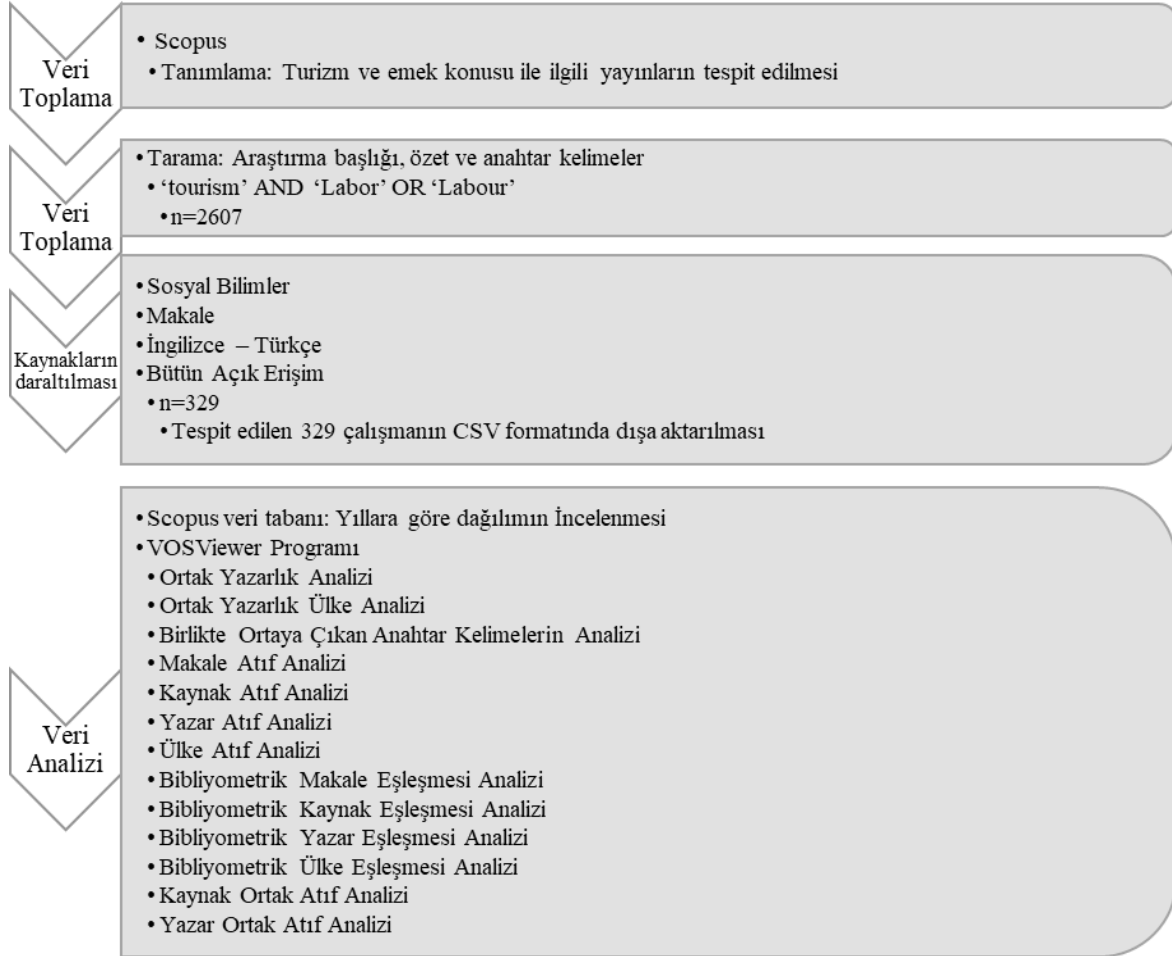 Veri
Toplama
• Scopus
• Tanımlama: Turizm ve emek konusu ile ilgili yayınların tespit edilmesi
Veri
Toplama
• Tarama: Araştırma başlığı, özet ve anahtar kelimeler
• ‘tourism’ AND ‘Labor’ OR ‘Labour’
• n=2607
Kaynakların
daraltılması
• Sosyal Bilimler
• Makale
• İngilizce – Türkçe
• Bütün Açık Erişim
• n=329
• Tespit edilen 329 çalışmanın CSV formatında dışa aktarılması
Veri
Analizi
• Scopus veri tabanı: Yıllara göre dağılımın İncelenmesi
• VOSViewer Programı
• Ortak Yazarlık Analizi
• Ortak Yazarlık Ülke Analizi
• Birlikte Ortaya Çıkan Anahtar Kelimelerin Analizi
• Makale Atıf Analizi
• Kaynak Atıf Analizi
• Yazar Atıf Analizi
• Ülke Atıf Analizi
• Bibliyometrik Makale Eşleşmesi Analizi
• Bibliyometrik Kaynak Eşleşmesi Analizi
• Bibliyometrik Yazar Eşleşmesi Analizi
• Bibliyometrik Ülke Eşleşmesi Analizi
• Kaynak Ortak Atıf Analizi
• Yazar Ortak Atıf Analizi